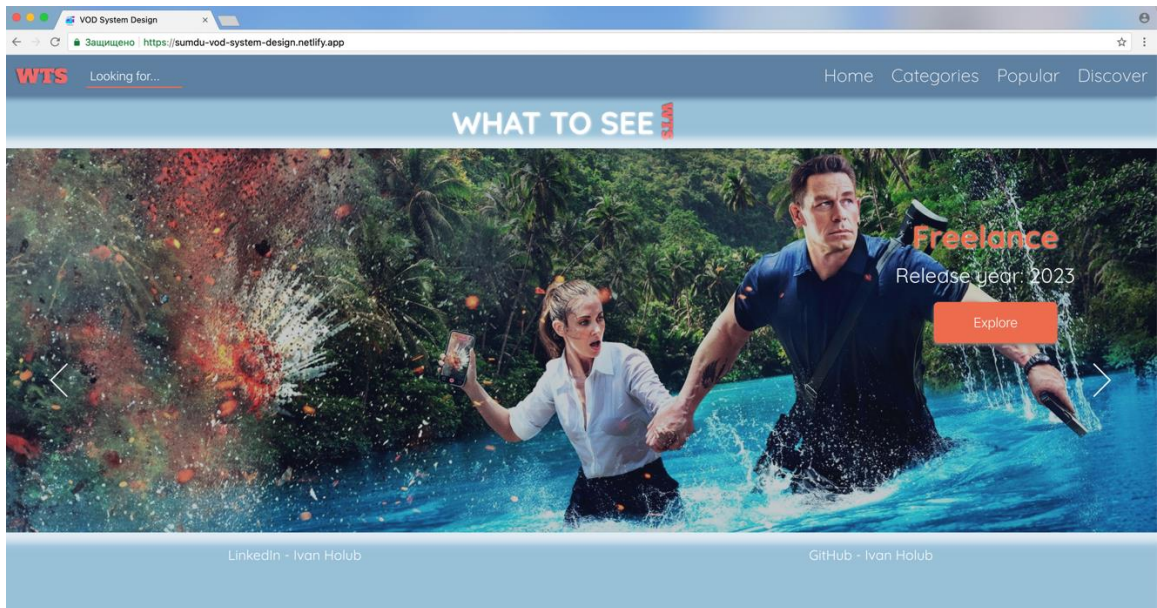 VOD System Design
Защищено https://sumdu-vod-system-design.netlify.app
WTS Looking for... Home Categories Popular Discover
WHAT TO SEE WTS
Freelance
Release year: 2023
Explore
LinkedIn - Ivan Holub GitHub - Ivan Holub